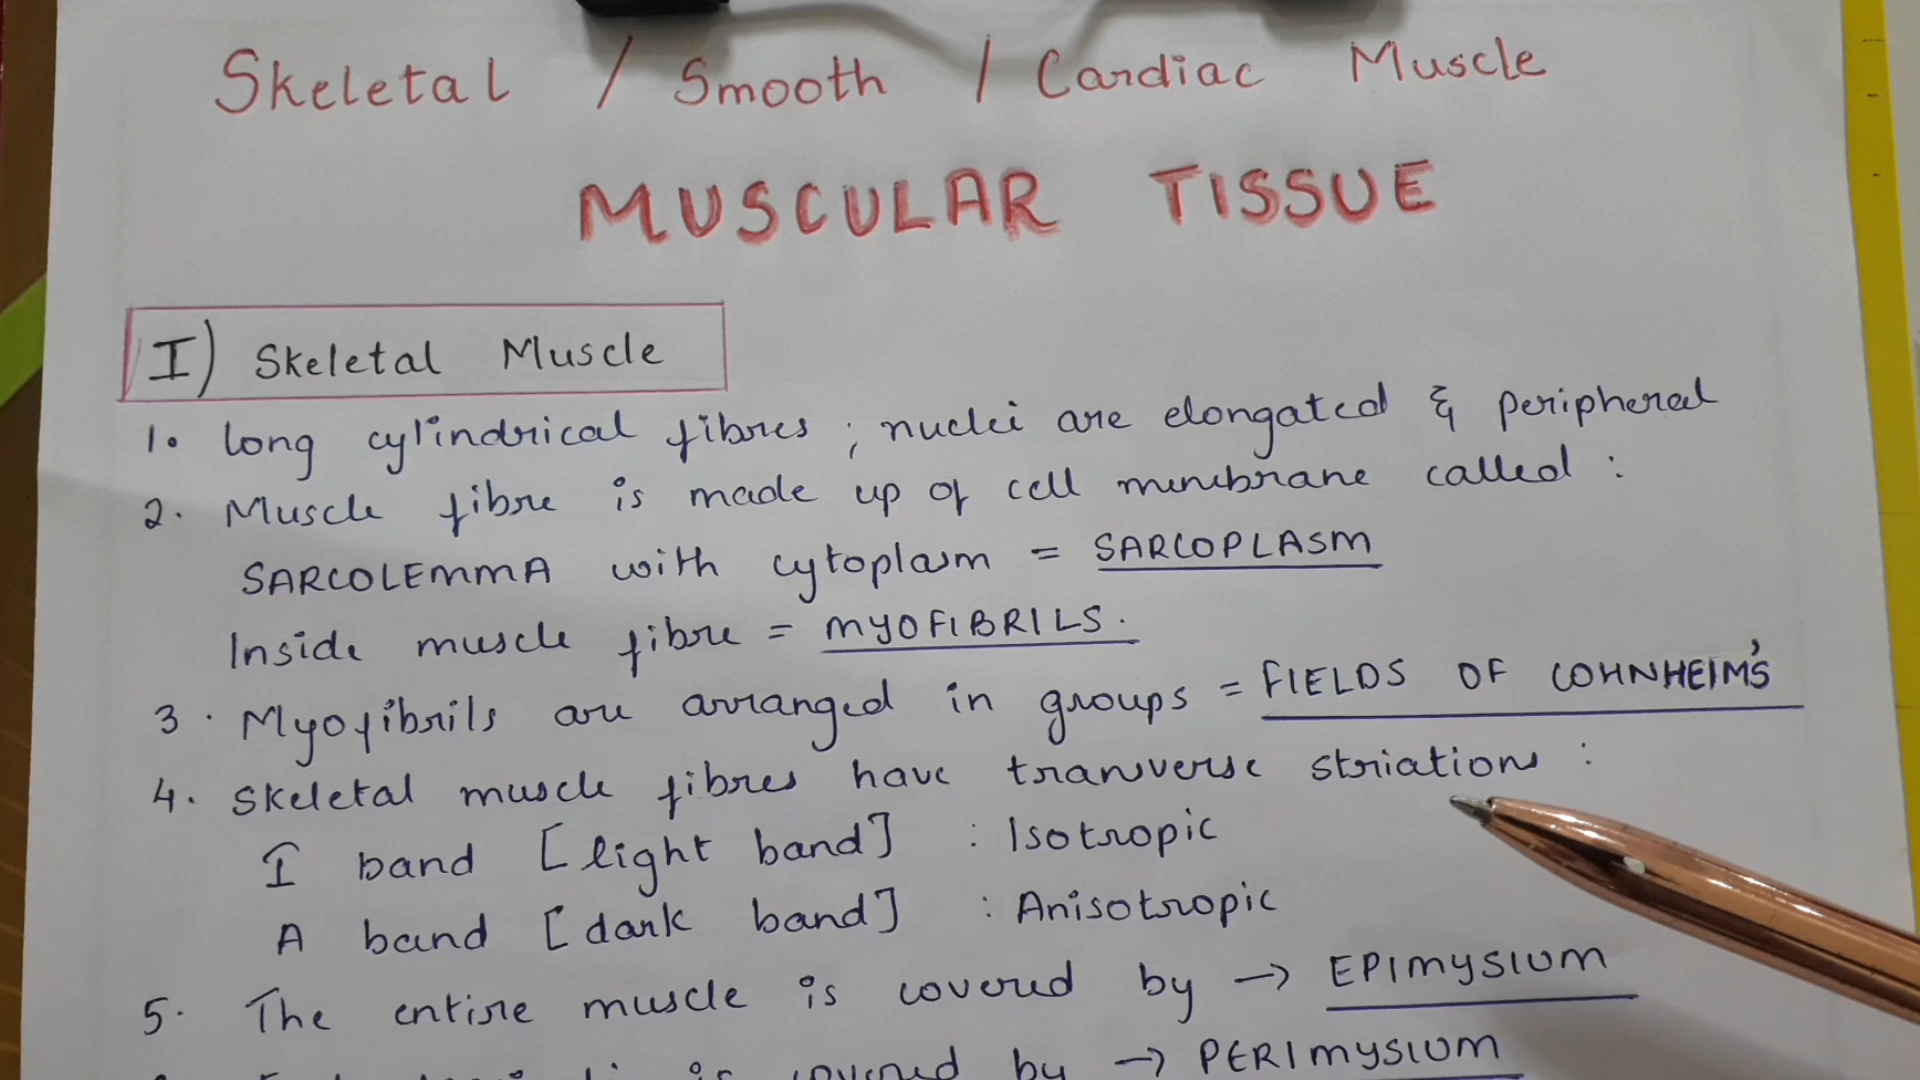 Skeletal / Smooth / Cardiac Muscle
MUSCULAR TISSUE
I) Skeletal Muscle
1. long cylindrical fibres ; nuclei are elongated & peripheral
2. Muscle fibre is made up of cell membrane called :
SARCOLEMMA with cytoplasm = SARCOPLASM
Inside muscle fibre = MYOFIBRILS.
3. Myofibrils are arranged in groups = FIELDS OF COHNHEIM'S
4. Skeletal muscle fibres have transverse striations :
I band [light band] : Isotropic
A band [dark band] : Anisotropic
5. The entire muscle is covered by → EPIMYSIUM
is covered by → PERIMYSIUM